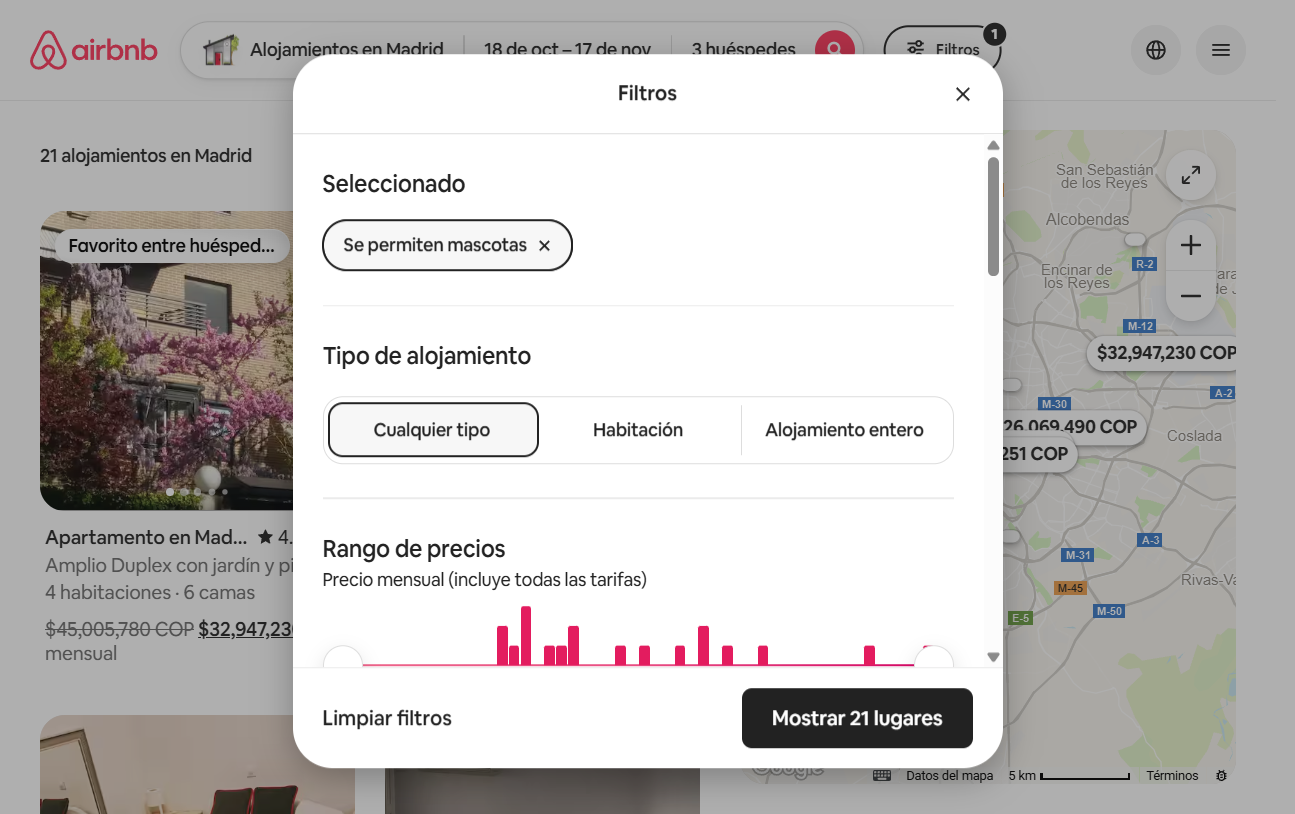 airbnb
Alojamientos en Madrid
18 de oct – 17 de nov
3 huéspedes
Filtros
1
Filtros
21 alojamientos en Madrid
Favorito entre huésped...
Seleccionado
Se permiten mascotas
Tipo de alojamiento
Cualquier tipo
Habitación
Alojamiento entero
Rango de precios
Precio mensual (incluye todas las tarifas)
Limpiar filtros
Mostrar 21 lugares
Apartamento en Mad...
4.
Amplio Duplex con jardín y
4 habitaciones · 6 camas
$45,005,780 COP $32,947,23
mensual
San Sebastián
de los Reyes
Alcobendas
R-2
Encinar de
los Reyes
M-12
$32,947,230 COP
A-2
M-30
26,069,490 COP
251 COP
Coslada
A-3
M-31
M-45
M-50
E-5
Google
Datos del mapa
5 km
Términos